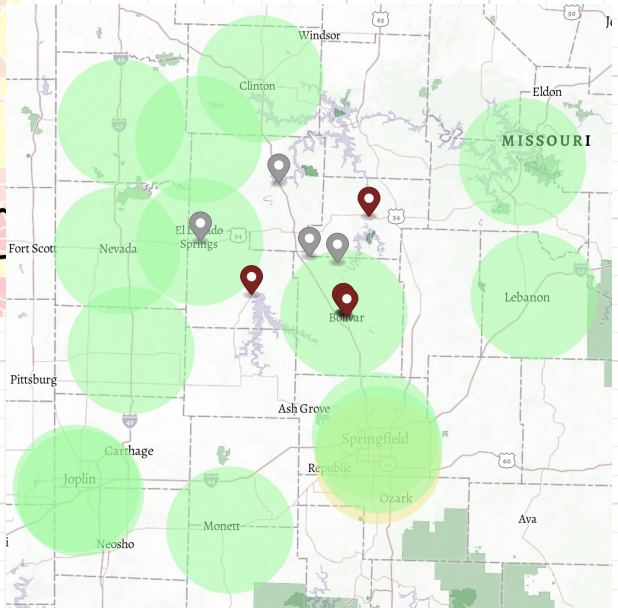 65
50
Windsor
Clinton
Eldon
MISSOURI
54
El Dorado
Springs
54
Fort Scott
Nevada
Lebanon
Bolivar
Pittsburg
Ash Grove
49
Springfield
Carthage
60
Republic
Joplin
44
Ozark
Monett
Ava
Neosho